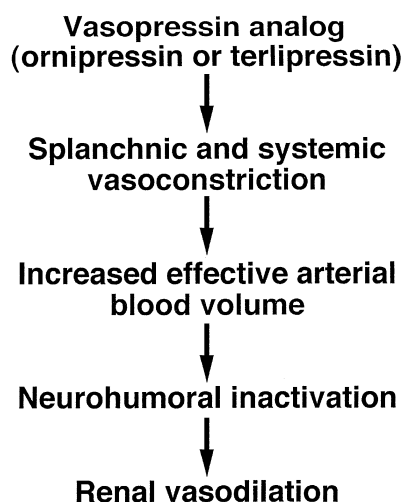 Vasopressin analog
(ornipressin or terlipressin)
Splanchnic and systemic
vasoconstriction
Increased effective arterial
blood volume
Neurohumoral inactivation
Renal vasodilation